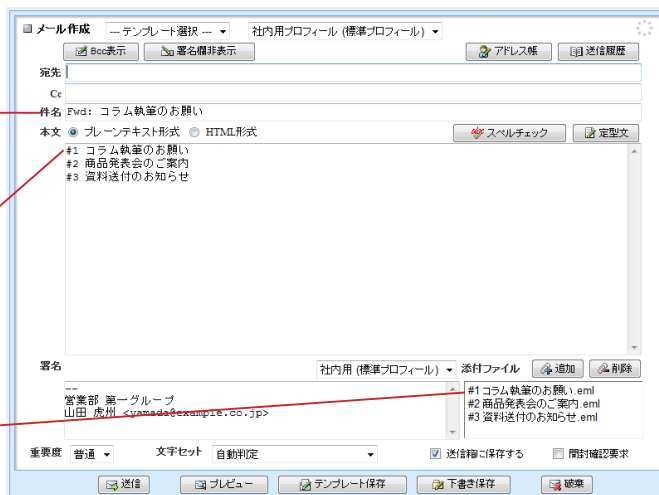 メール作成 --- テンプレート選択 --- 社内用プロフィール (標準プロフィール)
Bcc表示 署名欄非表示 アドレス帳 送信履歴
宛先
Cc
件名 Fwd: コラム執筆のお願い
本文 プレーンテキスト形式 HTML形式 スペルチェック 定型文
#1 コラム執筆のお願い
#2 商品発表会のご案内
#3 資料送付のお知らせ
署名 社内用 (標準プロフィール) 添付ファイル 追加 削除
--
営業部 第一グループ
山田 虎州 <yamada@example.co.jp>
#1 コラム執筆のお願い.eml
#2 商品発表会のご案内.eml
#3 資料送付のお知らせ.eml
重要度 普通 文字セット 自動判定 送信箱に保存する 開封確認要求
送信 プレビュー テンプレート保存 下書き保存 破棄